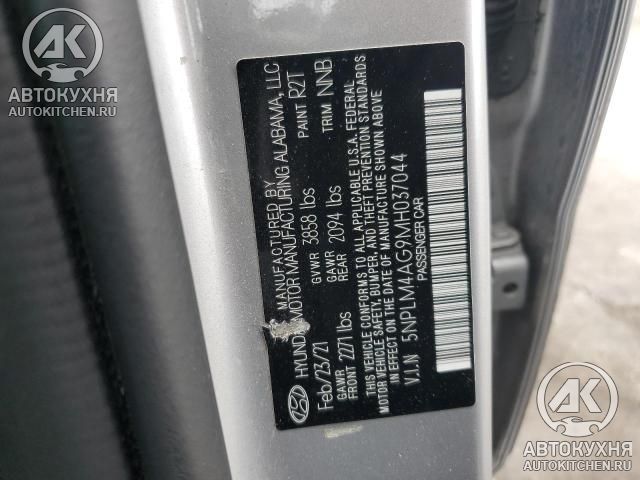 AK
АВТОКУХНЯ
AUTOKITCHEN.RU
MANUFACTURED BY
HYUNDAI MOTOR MANUFACTURING ALABAMA, LLC
Feb/23/21 GVWR 3858 lbs PAINT R2T
GAWR FRONT 2271 lbs GAWR REAR 2094 lbs TRIM NNB
THIS VEHICLE CONFORMS TO ALL APPLICABLE U.S.A. FEDERAL
MOTOR VEHICLE SAFETY, BUMPER, AND THEFT PREVENTION STANDARDS
IN EFFECT ON THE DATE OF MANUFACTURE SHOWN ABOVE
V.I.N 5NPLM4AG9MH037044
PASSENGER CAR
AK
АВТОКУХНЯ
AUTOKITCHEN.RU